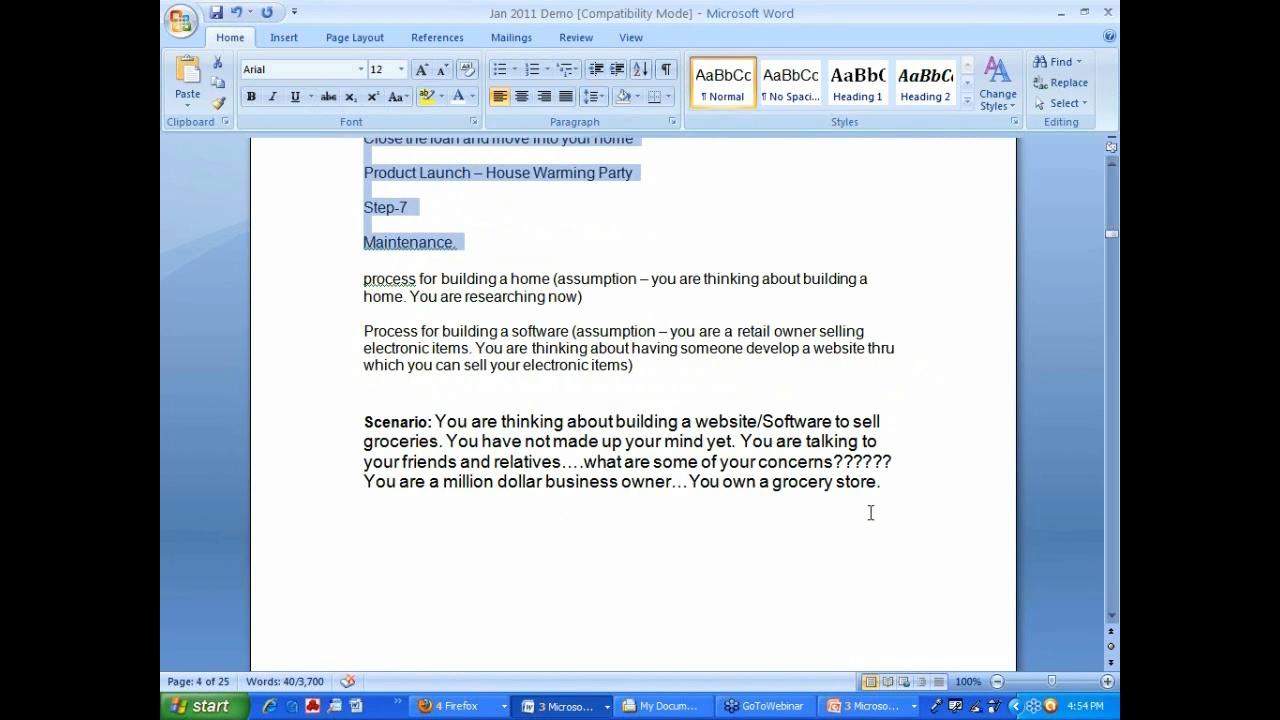 Jan 2011 Demo [Compatibility Mode] - Microsoft Word
Home Insert Page Layout References Mailings Review View
Paste
Clipboard
Arial 12
Font
Paragraph
AaBbCc AaBbCc AaBbC AaBbC
¶ Normal ¶ No Spaci... Heading 1 Heading 2
Change Styles
Styles
Find
Replace
Select
Editing
Close the loan and move into your home
Product Launch – House Warming Party
Step-7
Maintenance.
process for building a home (assumption – you are thinking about building a
home. You are researching now)
Process for building a software (assumption – you are a retail owner selling
electronic items. You are thinking about having someone develop a website thru
which you can sell your electronic items)
Scenario: You are thinking about building a website/Software to sell
groceries. You have not made up your mind yet. You are talking to
your friends and relatives….what are some of your concerns??????
You are a million dollar business owner…You own a grocery store.
Page: 4 of 25 Words: 40/3,700 100%
start 4 Firefox 3 Microso... My Docum... GoToWebinar 3 Microso... 4:54 PM